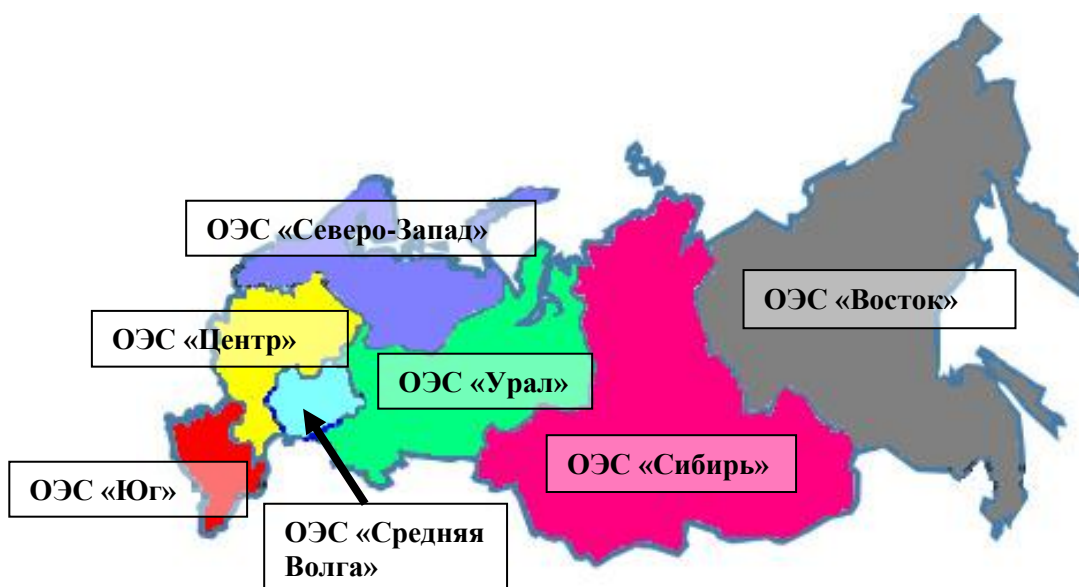 ОЭС «Северо-Запад»
ОЭС «Восток»
ОЭС «Центр»
ОЭС «Урал»
ОЭС «Сибирь»
ОЭС «Юг»
ОЭС «Средняя
Волга»